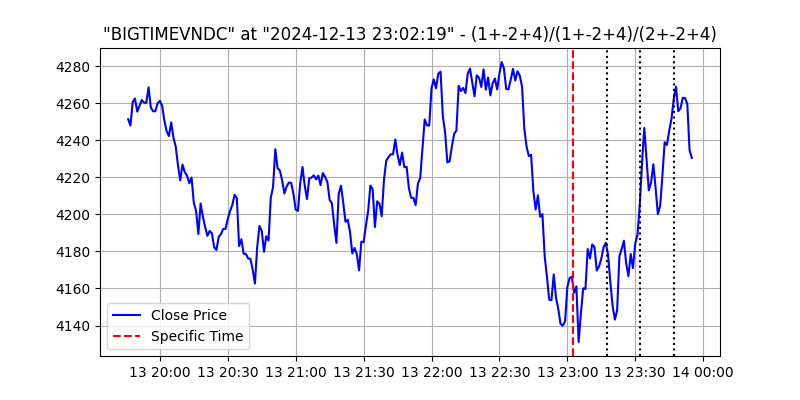 "BIGTIMEVNDC" at "2024-12-13 23:02:19" - (1+-2+4)/(1+-2+4)/(2+-2+4)
4280
4260
4240
4220
4200
4180
4160
4140
Close Price
Specific Time
13 20:00 13 20:30 13 21:00 13 21:30 13 22:00 13 22:30 13 23:00 13 23:30 14 00:00